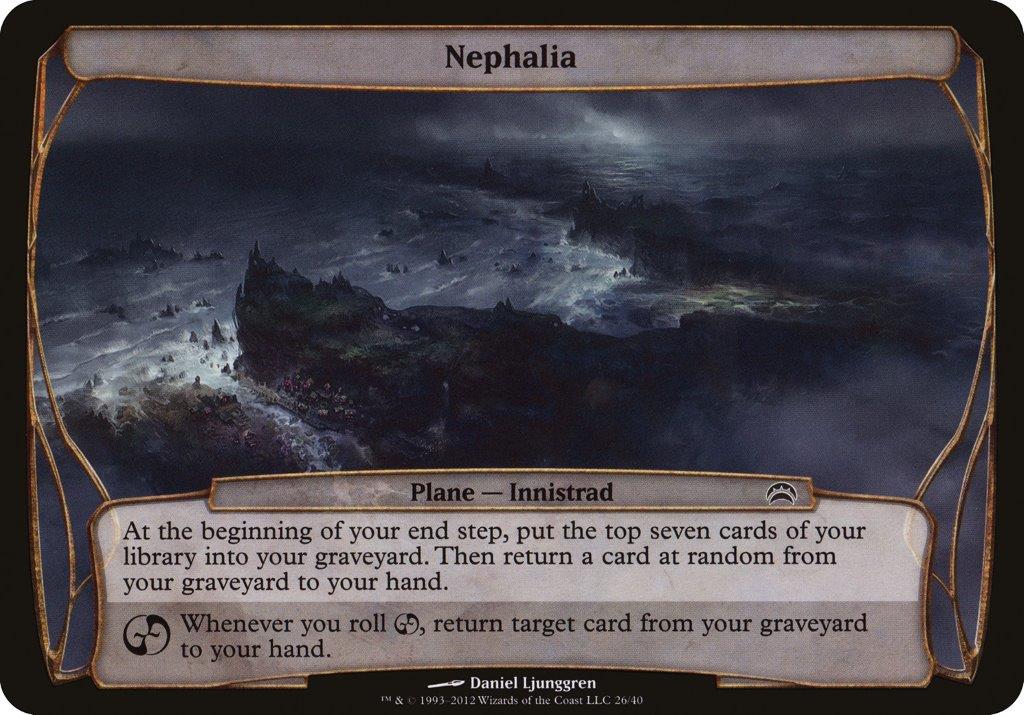 Nephalia
Plane — Innistrad
At the beginning of your end step, put the top seven cards of your
library into your graveyard. Then return a card at random from
your graveyard to your hand.
Whenever you roll , return target card from your graveyard
to your hand.
Daniel Ljunggren
™ & © 1993–2012 Wizards of the Coast LLC 26/40